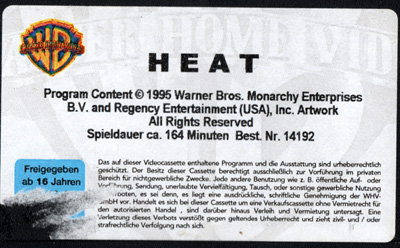 HEAT
Program Content © 1995 Warner Bros. Monarchy Enterprises
B.V. and Regency Entertainment (USA), Inc. Artwork
All Rights Reserved
Spieldauer ca. 164 Minuten Best. Nr. 14192
Freigegeben
ab 16 Jahren
Das auf dieser Videocassette enthaltene Programm und die Ausstattung sind urheberrechtlich
geschützt. Der Besitz dieser Cassette berechtigt ausschließlich zur Vorführung im privaten
Bereich für nichtgewerbliche Zwecke. Jede andere Benutzung wie z. B. öffentliche Auf- oder
Sendung, unerlaubte Vervielfältigung, Tausch, oder sonstige gewerbliche Nutzung
boten, es sei denn, es liegt eine ausdrückliche, schriftliche Genehmigung der WHV-
GmbH vor. Handelt es sich bei dieser Cassette um eine Verkaufscassette ohne Vermietrecht für
den autorisierten Handel, sind darüber hinaus Verleih und Vermietung untersagt. Eine
Verletzung dieses Verbots verstößt gegen geltendes Urheberrecht und zieht zivil- und / oder
strafrechtliche Verfolgung nach sich.